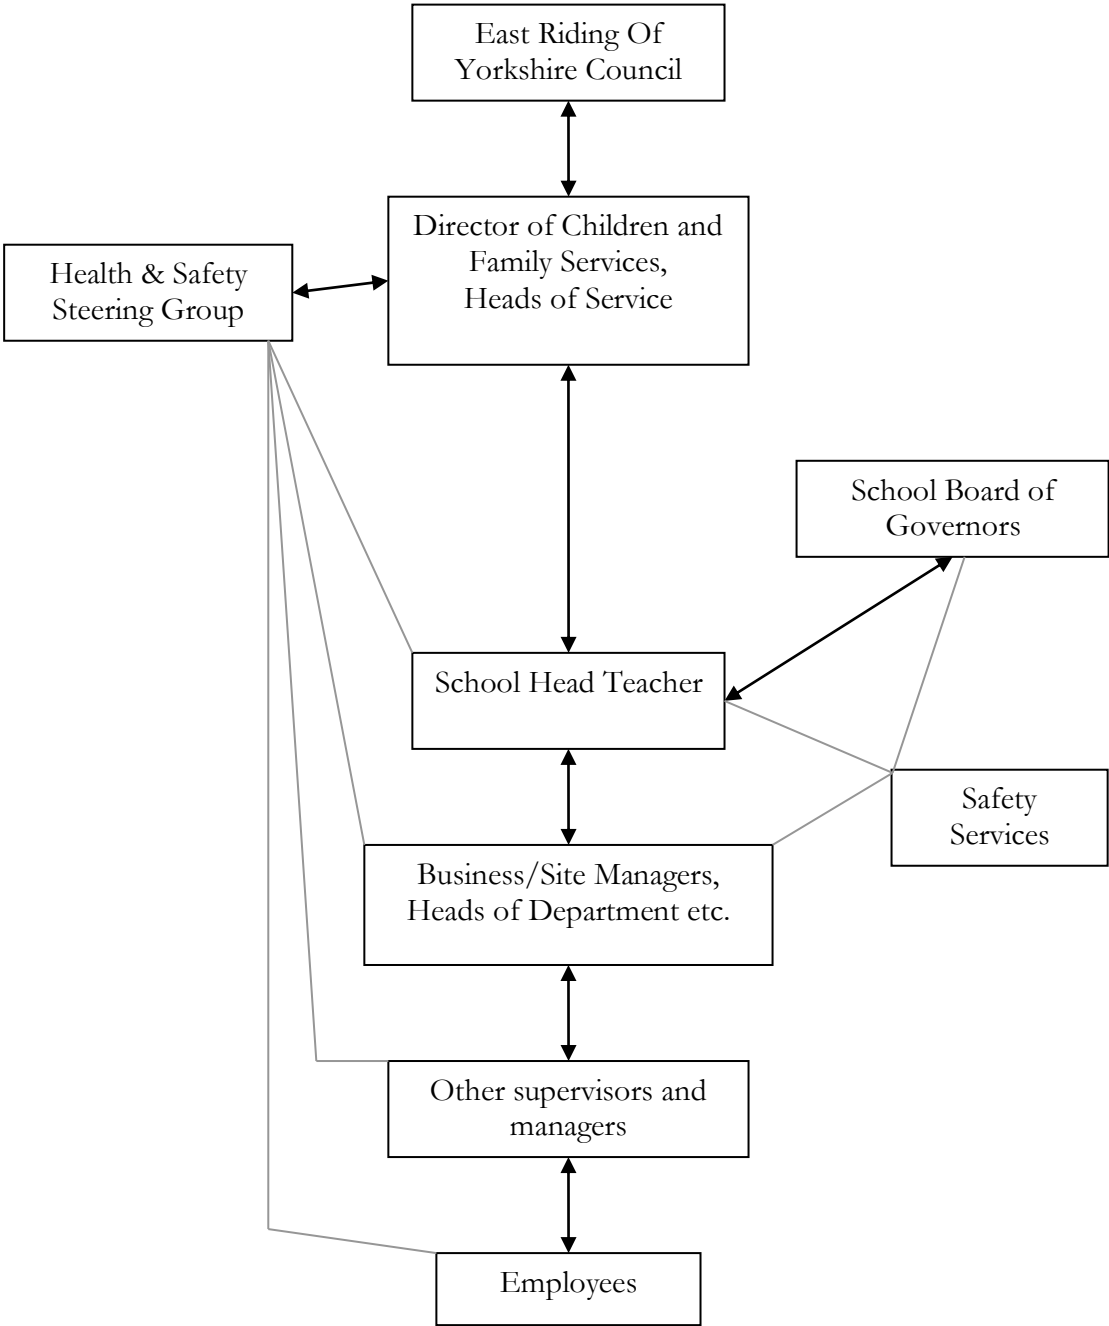 East Riding Of
Yorkshire Council
Director of Children and
Family Services,
Heads of Service
Health & Safety
Steering Group
School Board of
Governors
School Head Teacher
Safety
Services
Business/Site Managers,
Heads of Department etc.
Other supervisors and
managers
Employees